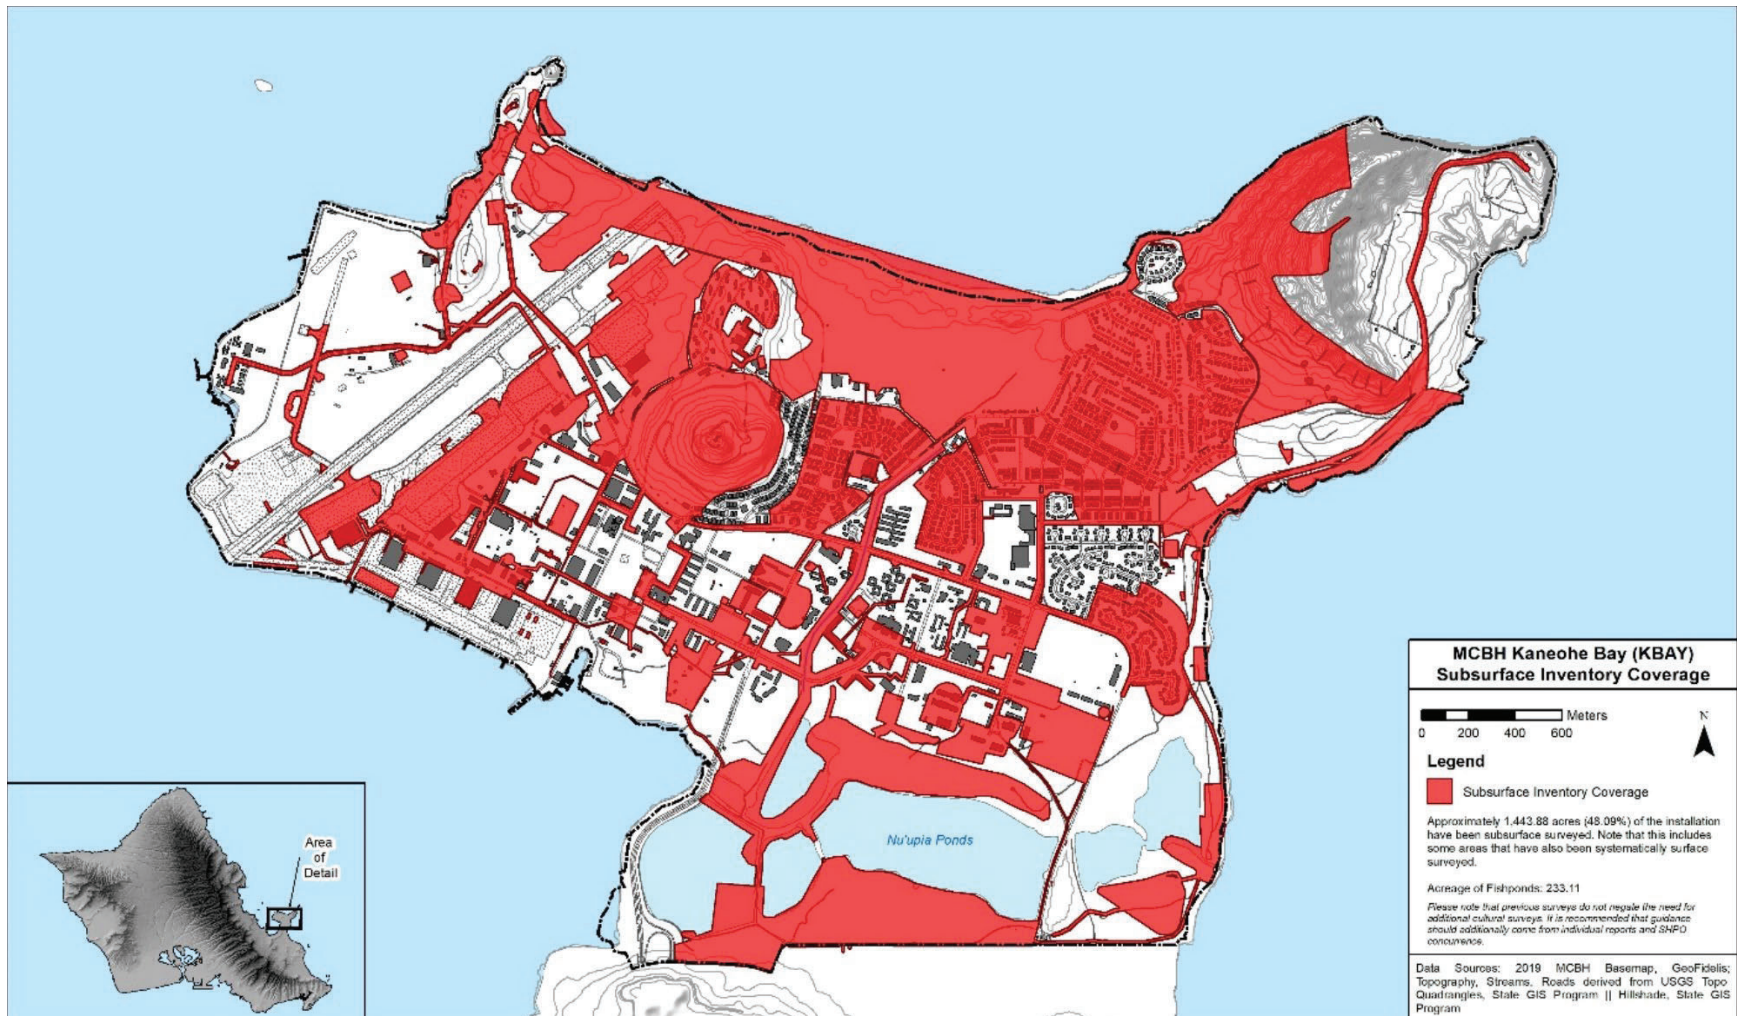 MCBH Kaneohe Bay (KBAY)
Subsurface Inventory Coverage
Meters
0 200 400 600
N
Legend
Subsurface Inventory Coverage
Approximately 1,443.88 acres (48.09%) of the installation
have been subsurface surveyed. Note that this includes
some areas that have also been systematically surface
surveyed.
Acreage of Fishponds: 233.11
Please note that previous surveys do not negate the need for
additional cultural surveys. It is recommended that guidance
should additionally come from individual reports and SHPO
concurrence.
Data Sources: 2019 MCBH Basemap, GeoFidelis;
Topography, Streams, Roads derived from USGS Topo
Quadrangles, State GIS Program || Hillshade, State GIS
Program
Nu'upia Ponds
Area
of
Detail